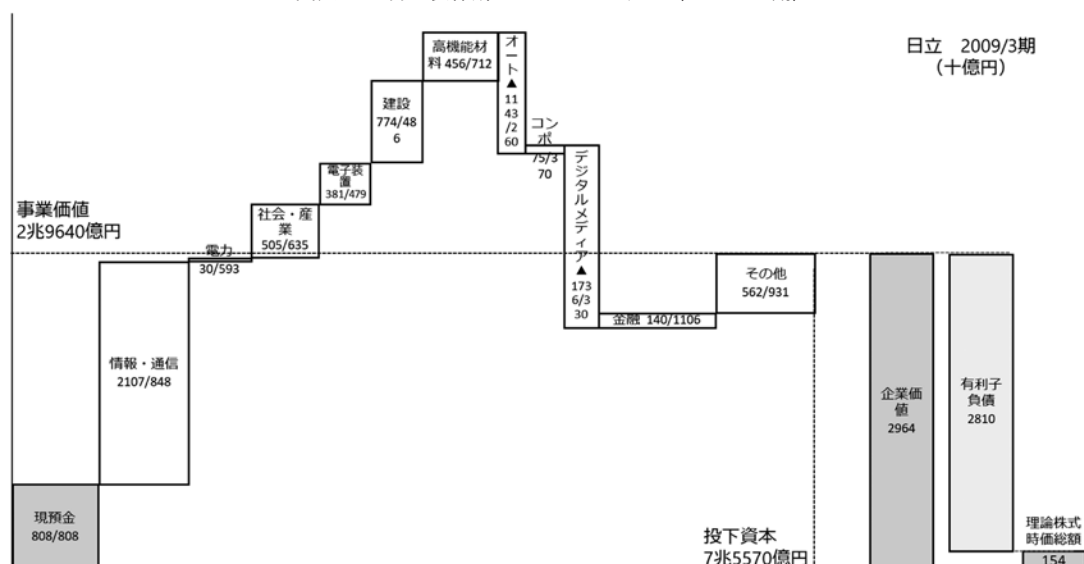 日立 2009/3期
（十億円）
高機能材
料 456/712
オート▲
11
43
/2
60
建設
774/48
6
コン
ポ
75/3
70
電子装
置
381/479
デジタルメディア▲
173
6/3
30
事業価値
2兆9640億円
社会・産
業
505/635
電力
30/593
その他
562/931
金融 140/1106
情報・通信
2107/848
企業価
値
2964
有利子
負債
2810
現預金
808/808
投下資本
7兆5570億円
理論株式
時価総額
154